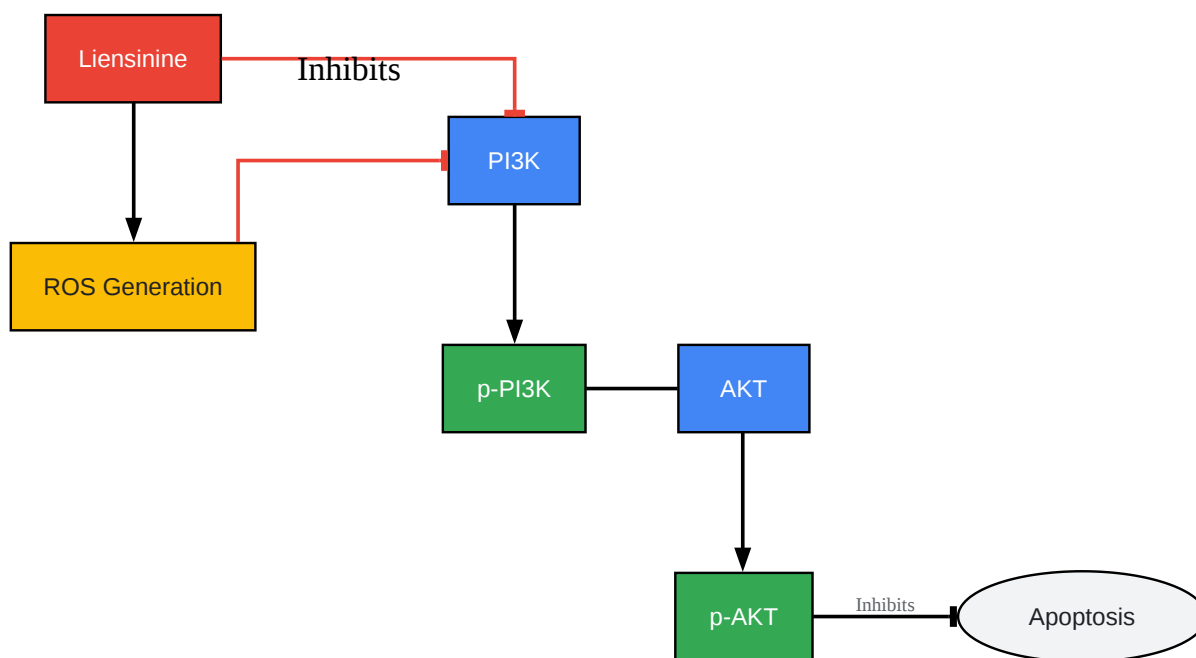 Liensinine
Inhibits
PI3K
ROS Generation
p-PI3K
AKT
p-AKT
Inhibits
Apoptosis